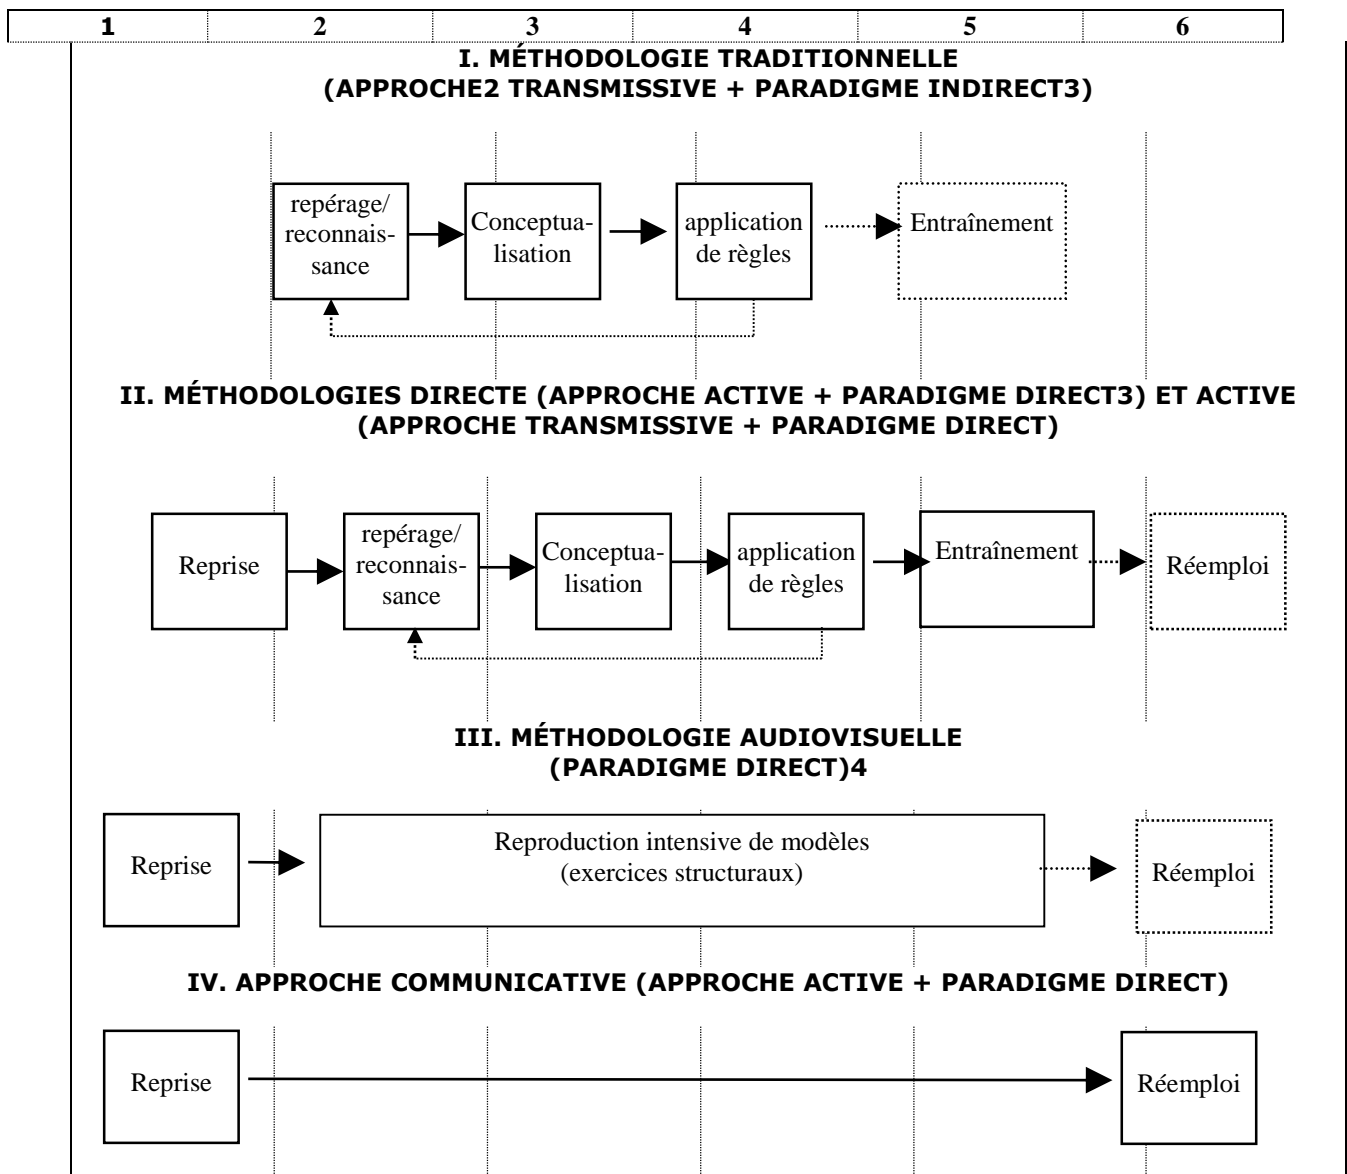 1 2 3 4 5 6
I. MÉTHODOLOGIE TRADITIONNELLE
(APPROCHE2 TRANSMISSIVE + PARADIGME INDIRECT3)
repérage/
reconnais-
sance
Conceptua-
lisation
application
de règles
Entraînement
II. MÉTHODOLOGIES DIRECTE (APPROCHE ACTIVE + PARADIGME DIRECT3) ET ACTIVE
(APPROCHE TRANSMISSIVE + PARADIGME DIRECT)
Reprise
repérage/
reconnais-
sance
Conceptua-
lisation
application
de règles
Entraînement
Réemploi
III. MÉTHODOLOGIE AUDIOVISUELLE
(PARADIGME DIRECT)4
Reprise
Reproduction intensive de modèles
(exercices structuraux)
Réemploi
IV. APPROCHE COMMUNICATIVE (APPROCHE ACTIVE + PARADIGME DIRECT)
Reprise
Réemploi